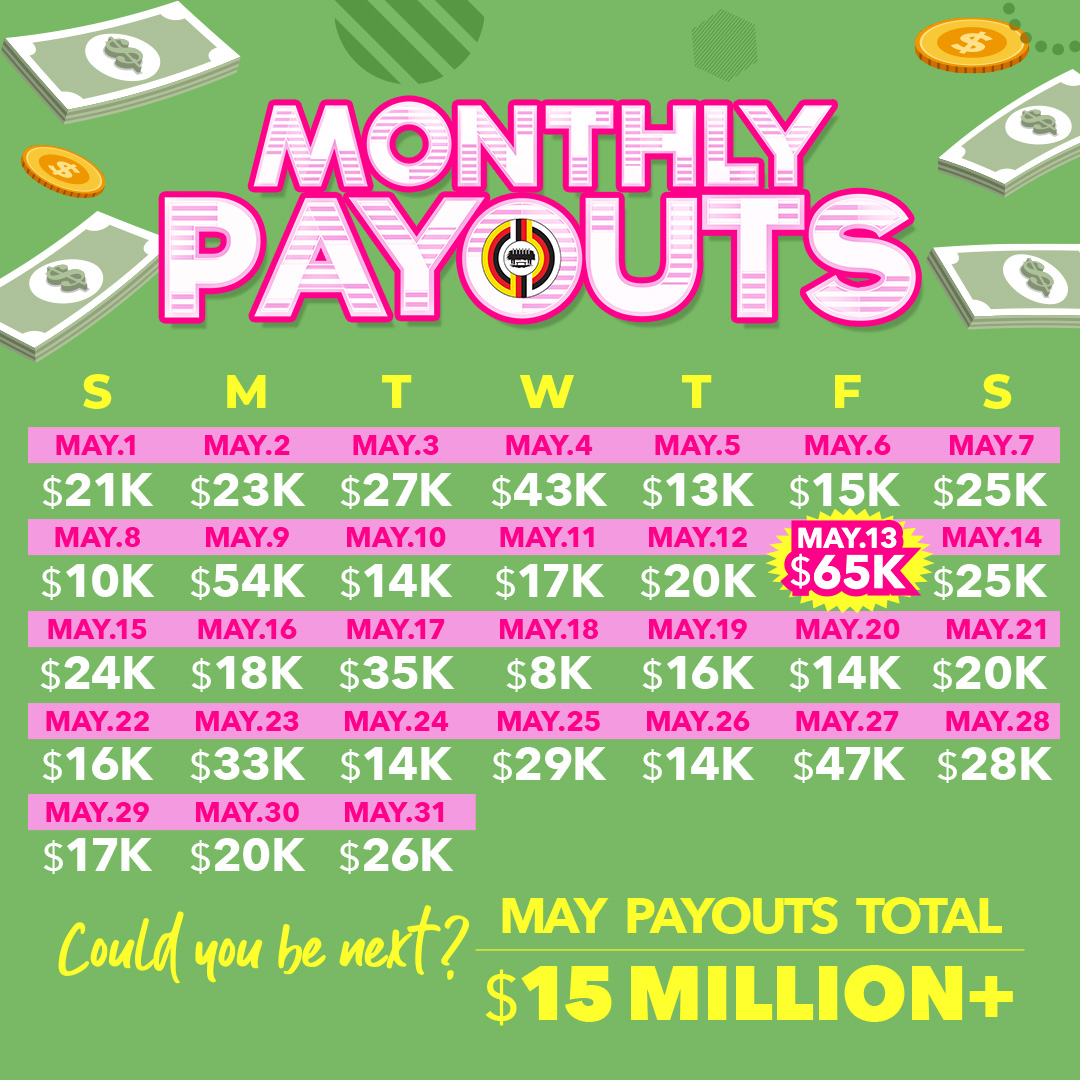 MONTHLY
PAYOUTS
S M T W T F S
MAY.1 MAY.2 MAY.3 MAY.4 MAY.5 MAY.6 MAY.7
$21K $23K $27K $43K $13K $15K $25K
MAY.8 MAY.9 MAY.10 MAY.11 MAY.12 MAY.13 MAY.14
$10K $54K $14K $17K $20K $65K $25K
MAY.15 MAY.16 MAY.17 MAY.18 MAY.19 MAY.20 MAY.21
$24K $18K $35K $8K $16K $14K $20K
MAY.22 MAY.23 MAY.24 MAY.25 MAY.26 MAY.27 MAY.28
$16K $33K $14K $29K $14K $47K $28K
MAY.29 MAY.30 MAY.31
$17K $20K $26K
Could you be next?
MAY PAYOUTS TOTAL
$15 MILLION+